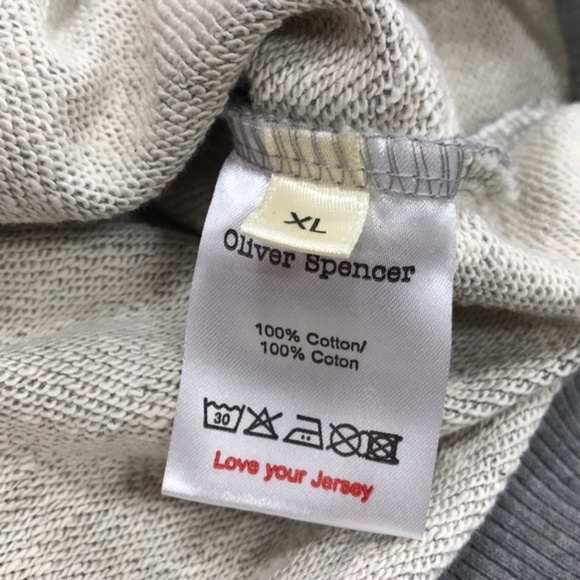 XL
Oliver Spencer
100% Cotton/
100% Coton
30
Love your Jersey